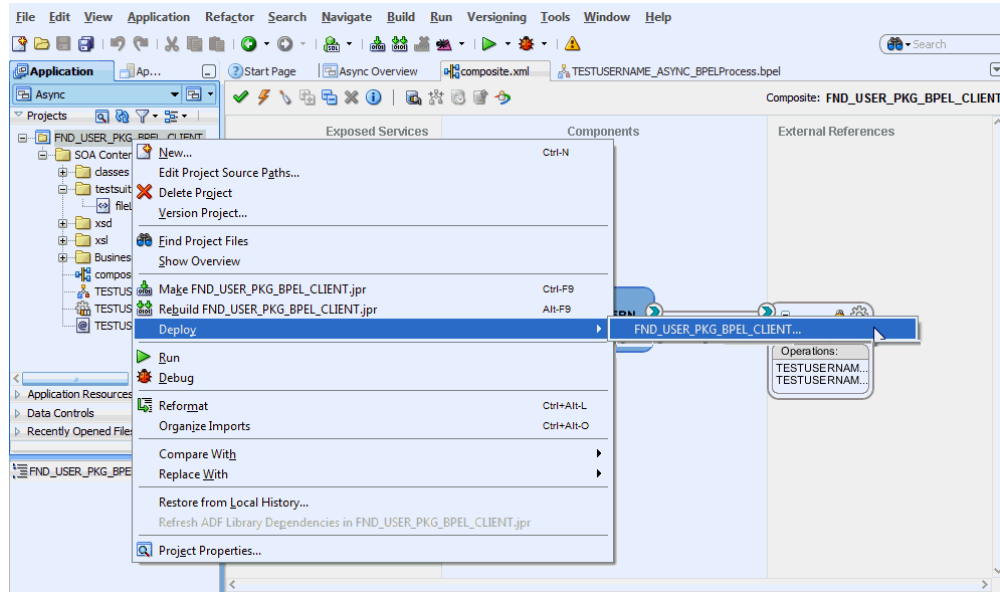 File Edit View Application Refactor Search Navigate Build Run Versioning Tools Window Help
Search
Application
Ap...
Start Page
Async Overview
composite.xml
TESTUSERNAME_ASYNC_BPELProcess.bpel
Async
Composite: FND_USER_PKG_BPEL_CLIENT
Projects
Exposed Services
Components
External References
FND_USER_PKG_BPEL_CLIENT
SOA Conten
classes
testsuit
fileL
xsd
xsl
Busines
compos
TESTUS
TESTUS
TESTUS
New... Ctrl-N
Edit Project Source Paths...
Delete Project
Version Project...
Find Project Files
Show Overview
Make FND_USER_PKG_BPEL_CLIENT.jpr Ctrl-F9
Rebuild FND_USER_PKG_BPEL_CLIENT.jpr Alt-F9
Deploy
FND_USER_PKG_BPEL_CLIENT...
Run
Debug
Reformat Ctrl+Alt-L
Organize Imports Ctrl+Alt-O
Compare With
Replace With
Restore from Local History...
Refresh ADF Library Dependencies in FND_USER_PKG_BPEL_CLIENT.jpr
Project Properties...
Operations:
TESTUSERNAM...
TESTUSERNAM...
Application Resources
Data Controls
Recently Opened Files
FND_USER_PKG_BPE